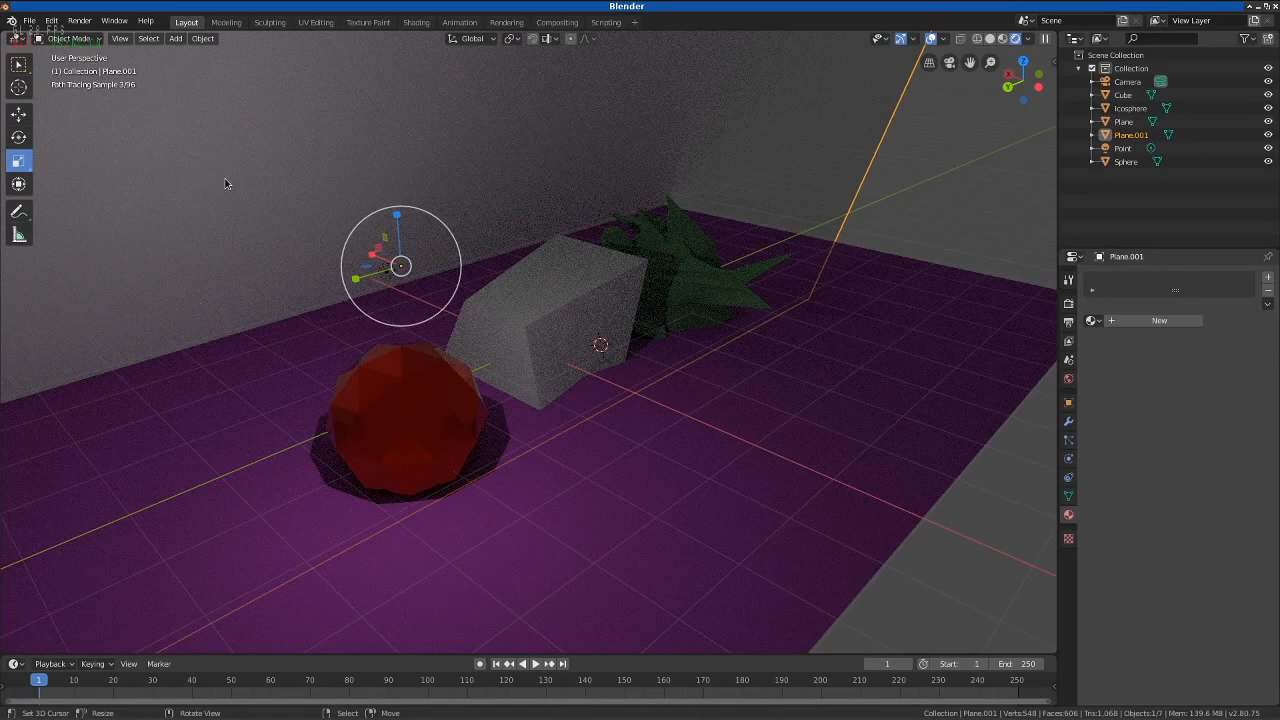 Blender
File Edit Render Window Help Layout Modeling Sculpting UV Editing Texture Paint Shading Animation Rendering Compositing Scripting + Scene View Layer
Object Mode View Select Add Object Global
User Perspective
(1) Collection | Plane.001
Path Tracing Sample 3/96
Z
Y
Scene Collection
Collection
Camera
Cube
Icosphere
Plane
Plane.001
Point
Sphere
Plane.001
New
Playback Keying View Marker 1 Start: 1 End: 250
1 10 20 30 40 50 60 70 80 90 100 110 120 130 140 150 160 170 180 190 200 210 220 230 240 250
Set 3D Cursor Resize Rotate View Select Move Collection | Plane.001 | Verts:548 | Faces:606 | Tris:1,068 | Objects:1/7 | Mem: 139.6 MB | v2.80.75